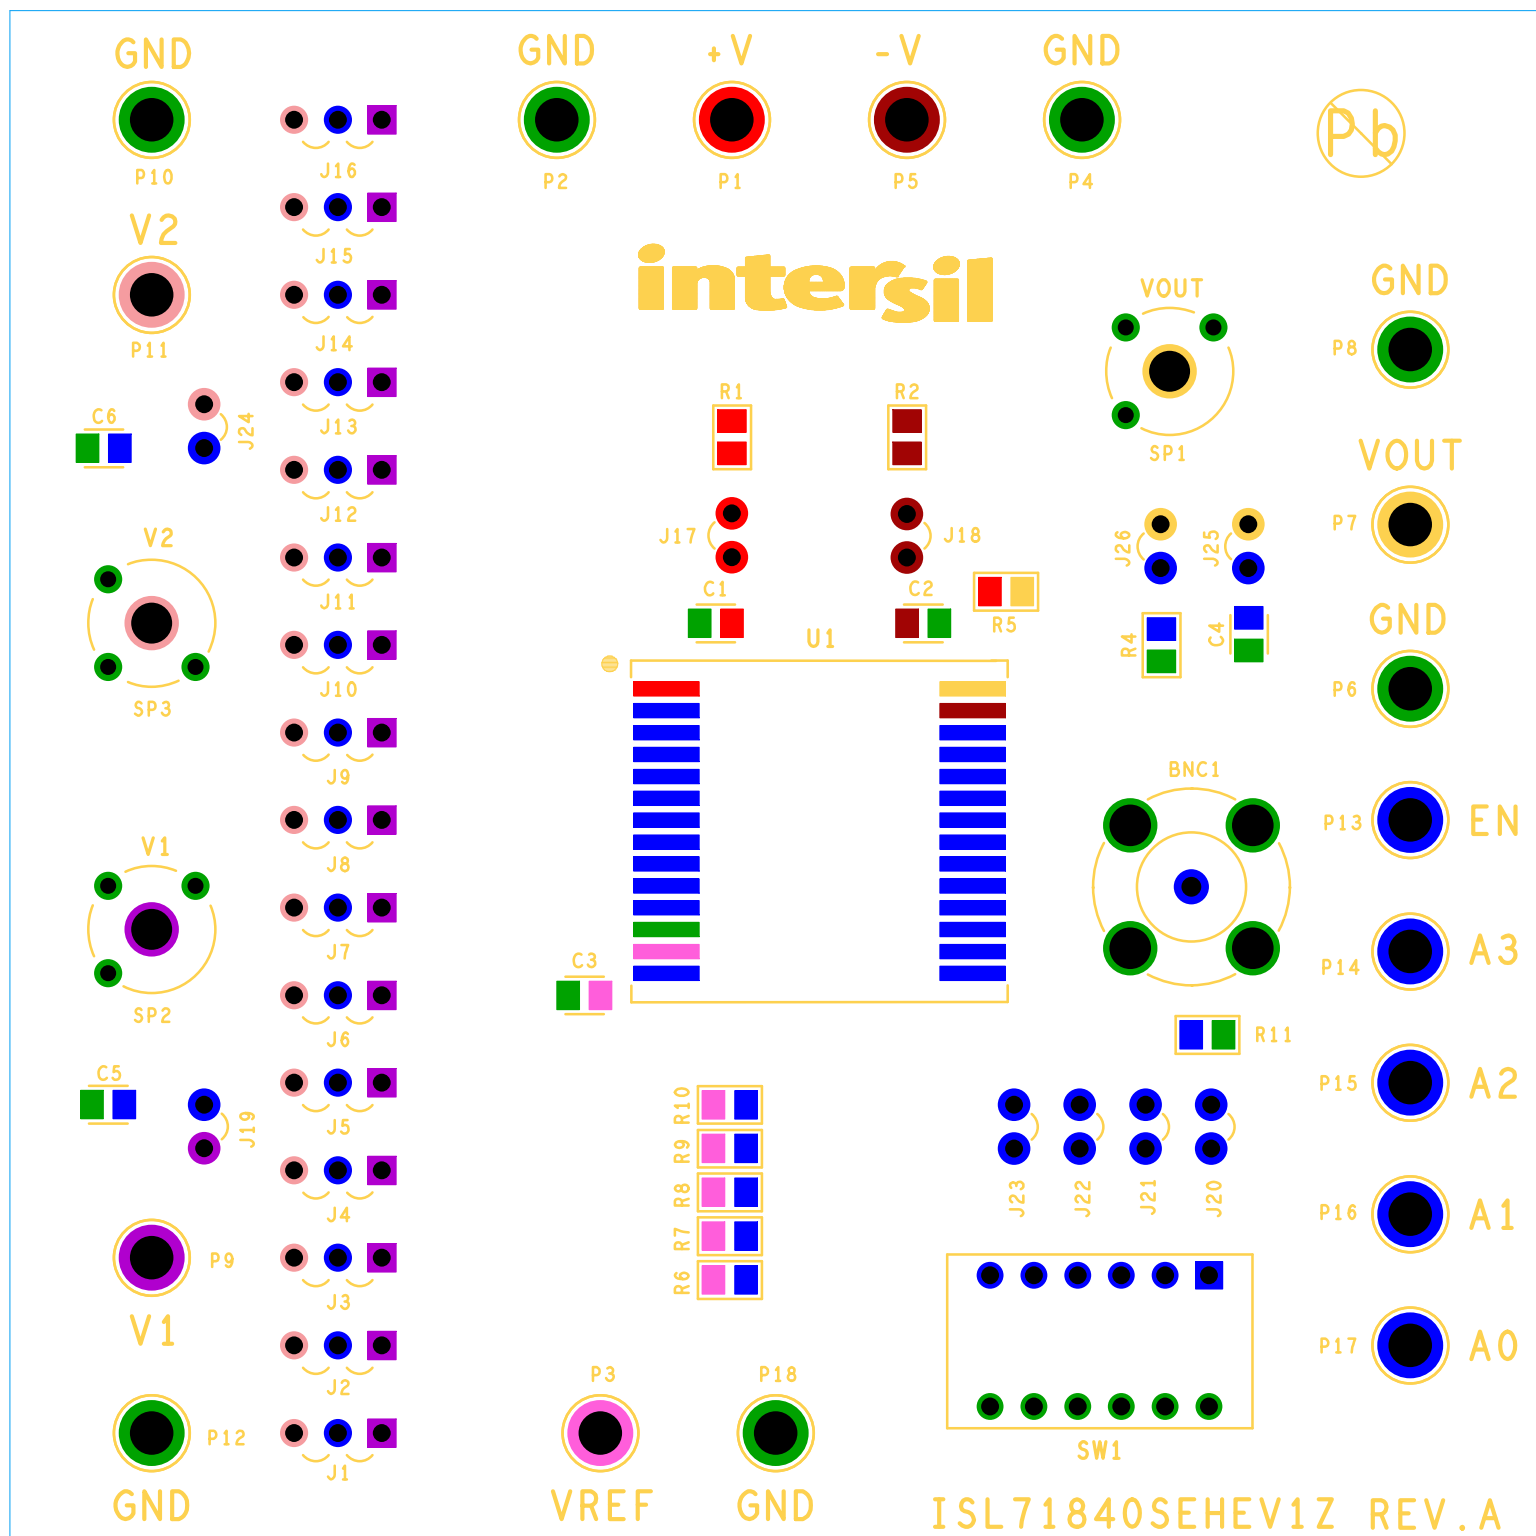 GND
GND
+V
-V
GND
Pb
P10
J16
P2
P1
P5
P4
V2
J15
intersil
GND
VOUT
P11
J14
P8
R1
R2
C6
J24
J13
SP1
VOUT
J12
P7
V2
J17
J18
J26
J25
C1
C2
J11
R5
GND
U1
R4
C4
SP3
J10
P6
J9
BNC1
P13
EN
V1
J8
J7
C3
P14
A3
SP2
J6
R11
C5
J19
J5
R10
P15
A2
R9
R8
J23
J22
J21
J20
J4
P16
A1
R7
P9
R6
J3
V1
P17
A0
J2
P3
P18
P12
SW1
J1
GND
VREF
GND
ISL71840SEHEV1Z REV.A